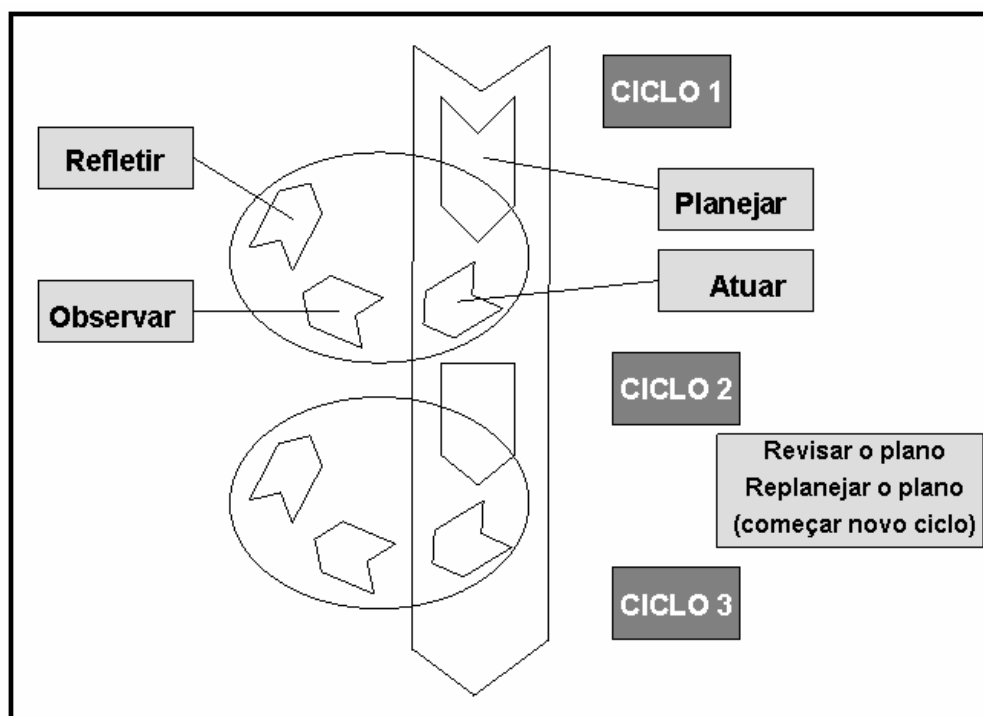 CICLO 1
Refletir
Planejar
Atuar
Observar
CICLO 2
Revisar o plano
Replanejar o plano
(começar novo ciclo)
CICLO 3